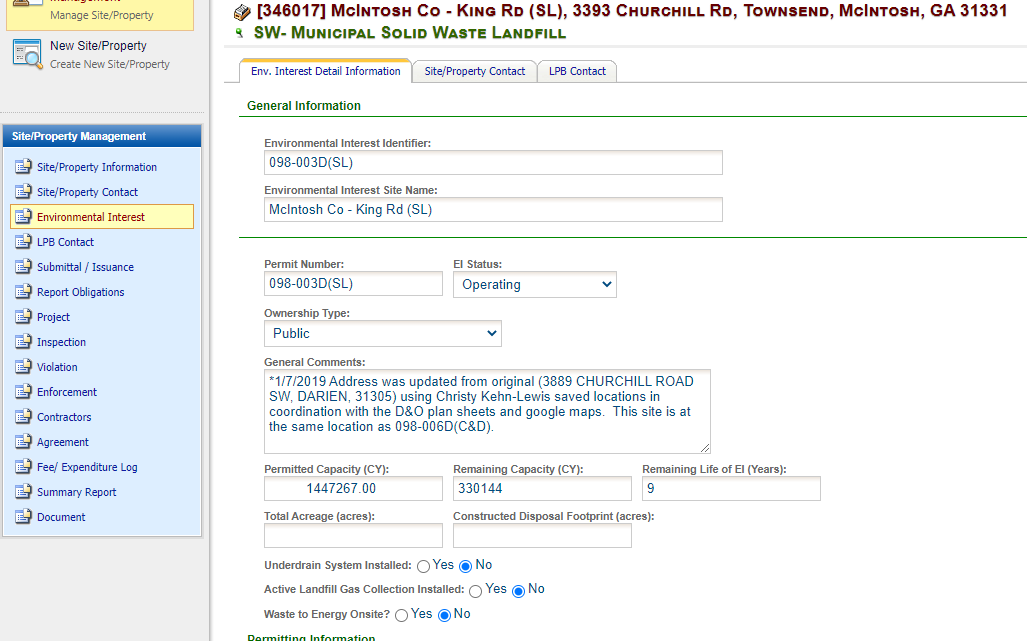 Management
Manage Site/Property
New Site/Property
Create New Site/Property
Site/Property Management
Site/Property Information
Site/Property Contact
Environmental Interest
LPB Contact
Submittal / Issuance
Report Obligations
Project
Inspection
Violation
Enforcement
Contractors
Agreement
Fee/ Expenditure Log
Summary Report
Document
[346017] McIntosh Co - King Rd (SL), 3393 Churchill Rd, Townsend, McIntosh, GA 31331
SW- Municipal Solid Waste Landfill
Env. Interest Detail Information Site/Property Contact LPB Contact
General Information
Environmental Interest Identifier:
098-003D(SL)
Environmental Interest Site Name:
McIntosh Co - King Rd (SL)
Permit Number: EI Status:
098-003D(SL) Operating
Ownership Type:
Public
General Comments:
*1/7/2019 Address was updated from original (3889 CHURCHILL ROAD
SW, DARIEN, 31305) using Christy Kehn-Lewis saved locations in
coordination with the D&O plan sheets and google maps.  This site is at
the same location as 098-006D(C&D).
Permitted Capacity (CY): Remaining Capacity (CY): Remaining Life of EI (Years):
1447267.00 330144 9
Total Acreage (acres): Constructed Disposal Footprint (acres):
Underdrain System Installed: Yes No
Active Landfill Gas Collection Installed: Yes No
Waste to Energy Onsite? Yes No
Permitting Information